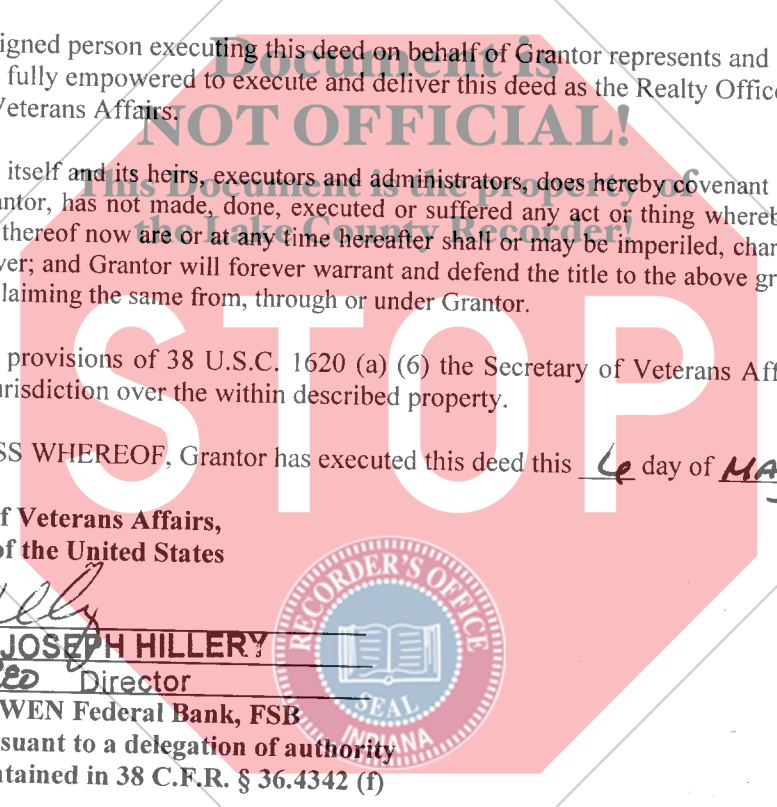 igned person executing this deed on behalf of Grantor represents and
fully empowered to execute and deliver this deed as the Realty Office
Veterans Affairs.
Document is
NOT OFFICIAL!
This Document is the property of
the Lake County Recorder!
itself and its heirs, executors and administrators, does hereby covenant
antor, has not made, done, executed or suffered any act or thing whereb
thereof now are or at any time hereafter shall or may be imperiled, char
ver; and Grantor will forever warrant and defend the title to the above gr
laiming the same from, through or under Grantor.
provisions of 38 U.S.C. 1620 (a) (6) the Secretary of Veterans Aff
urisdiction over the within described property.
STOP
SS WHEREOF, Grantor has executed this deed this 6 day of MA
f Veterans Affairs,
of the United States
JOSEPH HILLERY
Director
WEN Federal Bank, FSB
suant to a delegation of authority
ntained in 38 C.F.R. § 36.4342 (f)
RECORDER'S OFFICE
SEAL
INDIANA